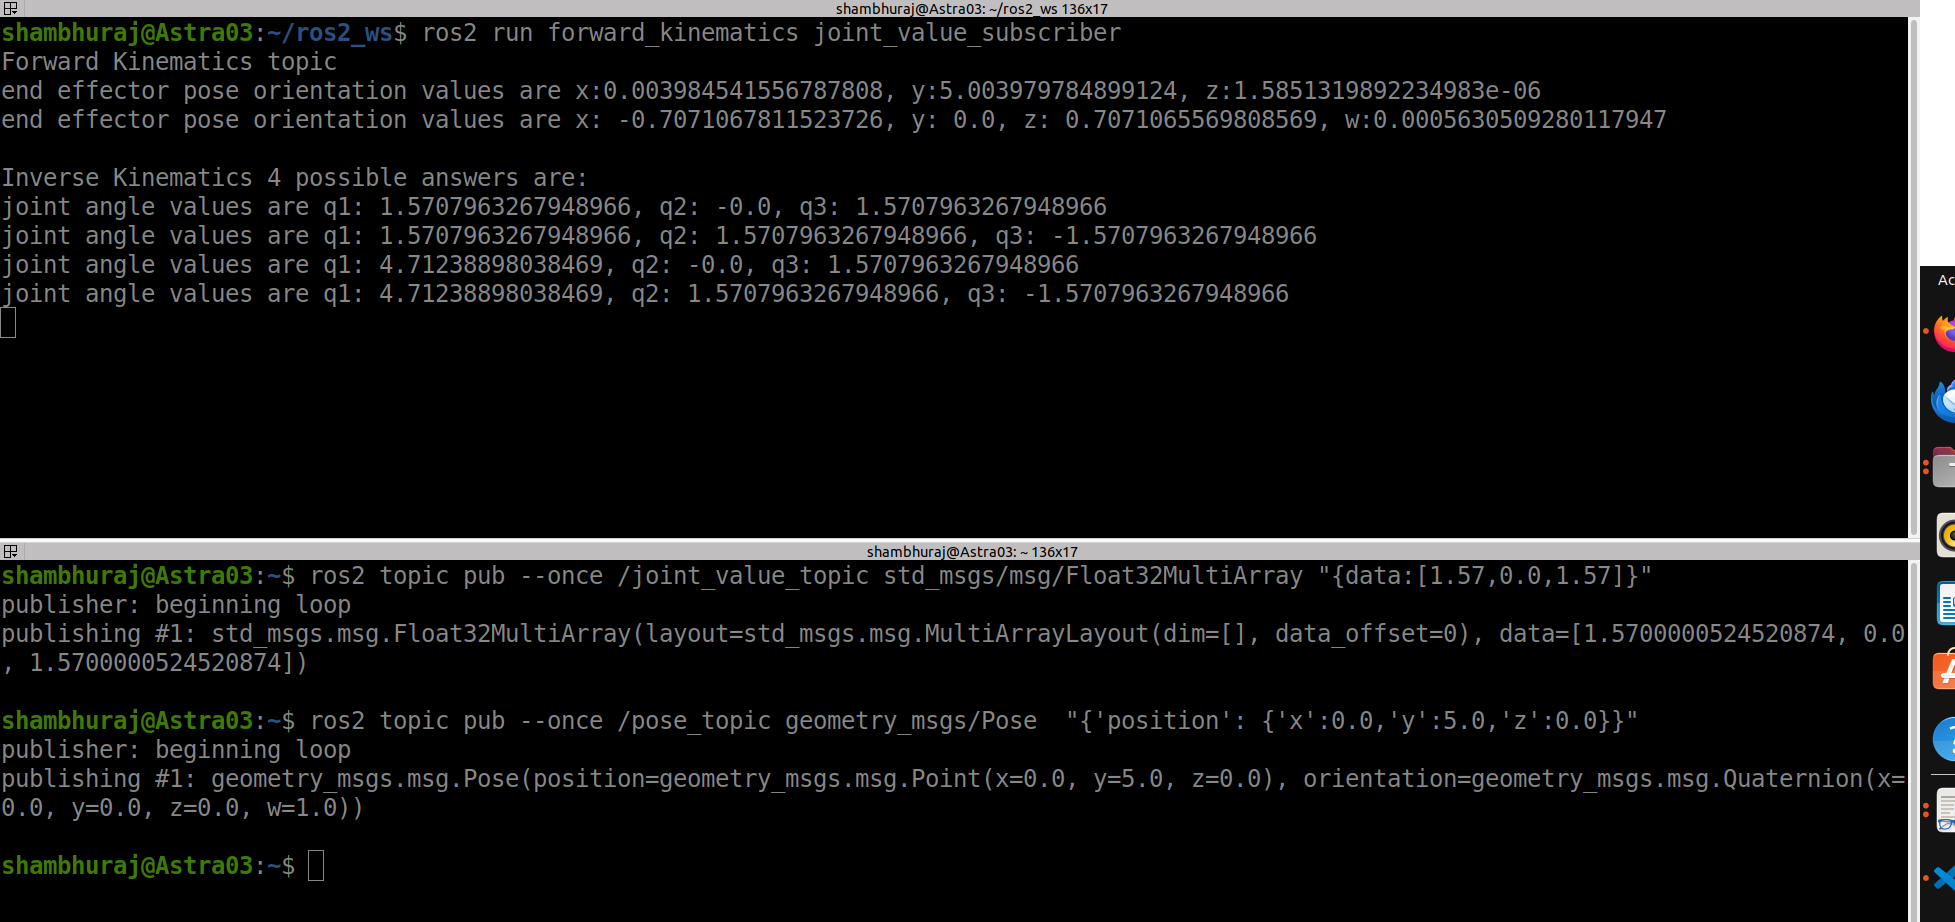 shambhuraj@Astra03: ~/ros2_ws 136x17
shambhuraj@Astra03:~/ros2_ws$ ros2 run forward_kinematics joint_value_subscriber
Forward Kinematics topic
end effector pose orientation values are x:0.003984541556787808, y:5.003979784899124, z:1.5851319892234983e-06
end effector pose orientation values are x: -0.7071067811523726, y: 0.0, z: 0.7071065569808569, w:0.0005630509280117947
Inverse Kinematics 4 possible answers are:
joint angle values are q1: 1.5707963267948966, q2: -0.0, q3: 1.5707963267948966
joint angle values are q1: 1.5707963267948966, q2: 1.5707963267948966, q3: -1.5707963267948966
joint angle values are q1: 4.71238898038469, q2: -0.0, q3: 1.5707963267948966
joint angle values are q1: 4.71238898038469, q2: 1.5707963267948966, q3: -1.5707963267948966
Ac
shambhuraj@Astra03: ~ 136x17
shambhuraj@Astra03:~$ ros2 topic pub --once /joint_value_topic std_msgs/msg/Float32MultiArray "{data:[1.57,0.0,1.57]}"
publisher: beginning loop
publishing #1: std_msgs.msg.Float32MultiArray(layout=std_msgs.msg.MultiArrayLayout(dim=[], data_offset=0), data=[1.5700000524520874, 0.0
, 1.5700000524520874])
shambhuraj@Astra03:~$ ros2 topic pub --once /pose_topic geometry_msgs/Pose  "{'position': {'x':0.0,'y':5.0,'z':0.0}}"
publisher: beginning loop
publishing #1: geometry_msgs.msg.Pose(position=geometry_msgs.msg.Point(x=0.0, y=5.0, z=0.0), orientation=geometry_msgs.msg.Quaternion(x=
0.0, y=0.0, z=0.0, w=1.0))
shambhuraj@Astra03:~$